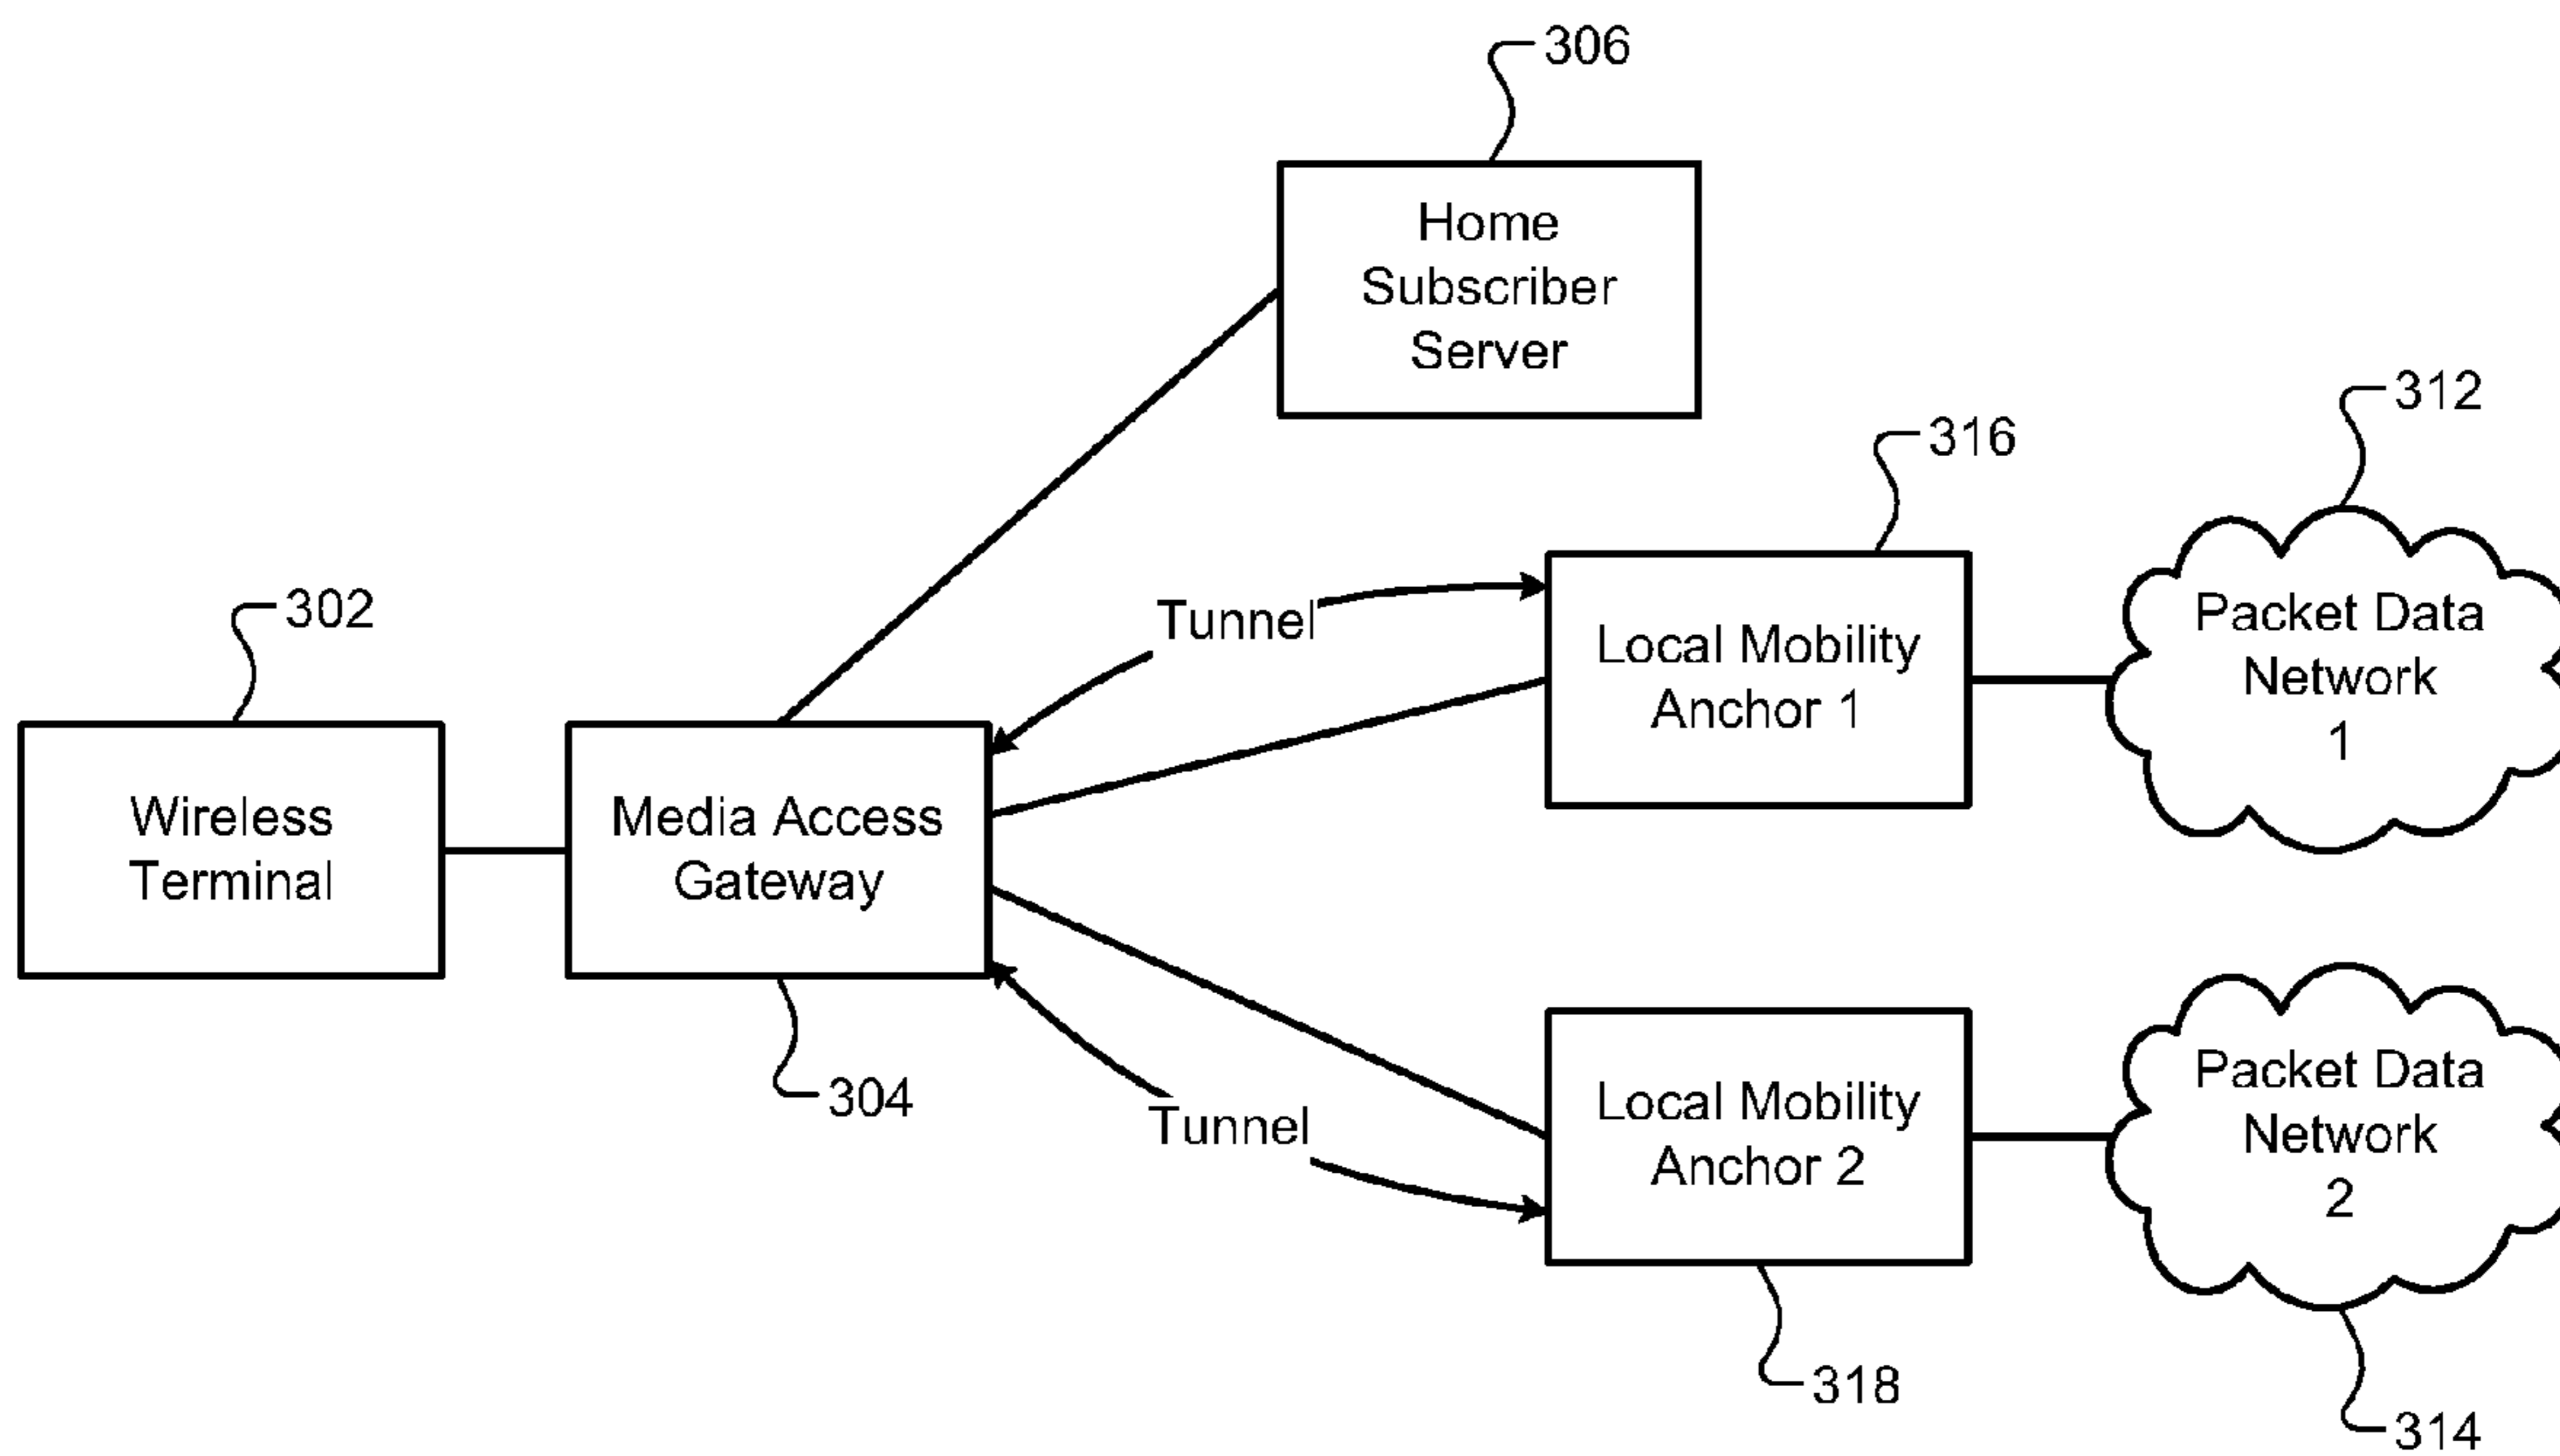 306
Home
Subscriber
Server
312
316
302
Tunnel
Local Mobility
Anchor 1
Packet Data
Network
1
Wireless
Terminal
Media Access
Gateway
304
Tunnel
Local Mobility
Anchor 2
Packet Data
Network
2
318
314